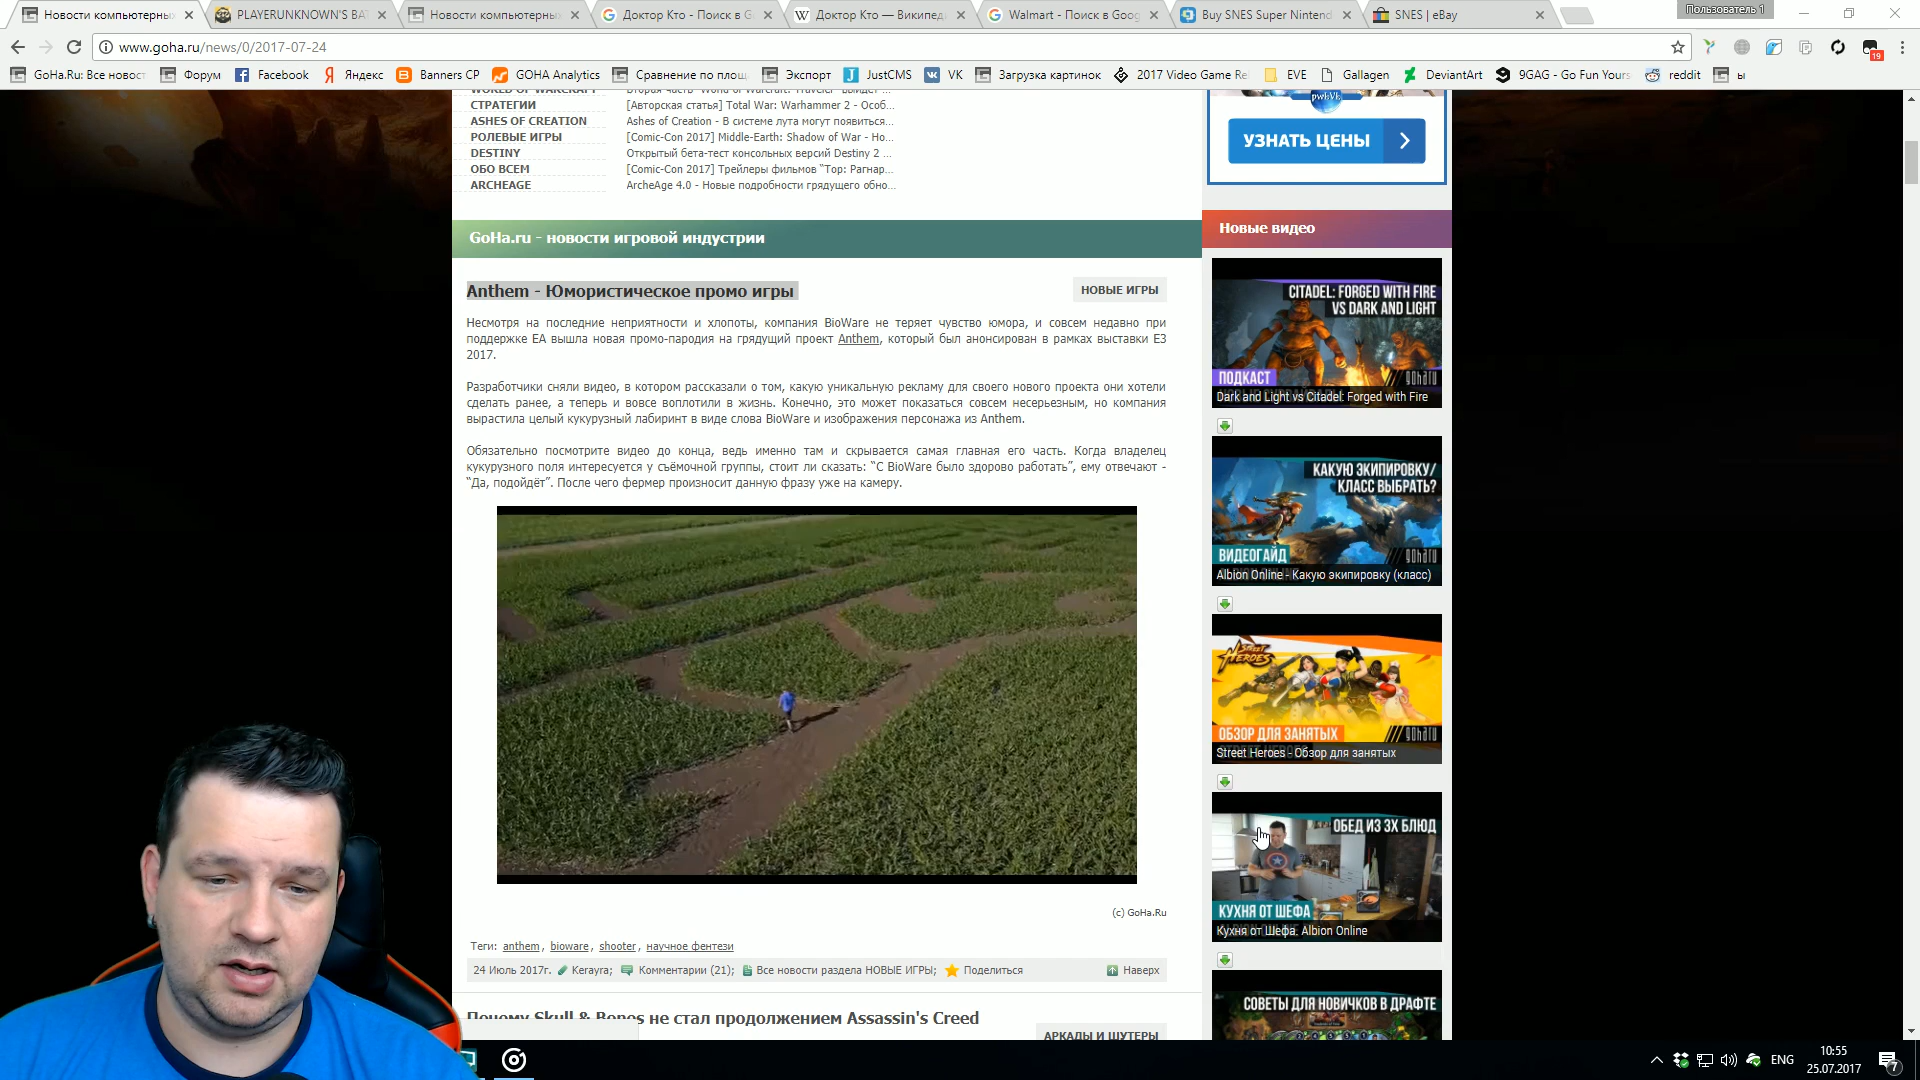 Новости компьютерны
PLAYERUNKNOWN'S BAT
Новости компьютерны
Доктор Кто - Поиск в G
Доктор Кто — Википед
Walmart - Поиск в Goog
Buy SNES Super Nintend
SNES | eBay
Пользователь 1
www.goha.ru/news/0/2017-07-24
19
GoHa.Ru: Все новост
Форум
Facebook
Яндекс
Banners CP
GOHA Analytics
Сравнение по площ
Экспорт
JustCMS
VK
Загрузка картинок
2017 Video Game Rel
EVE
Gallagen
DeviantArt
9GAG - Go Fun Yours
reddit
ы
WORLD OF WARCRAFT
Вторая часть "World of Warcraft: Traveler" выйдет
СТРАТЕГИИ
[Авторская статья] Total War: Warhammer 2 - Особ...
ASHES OF CREATION
Ashes of Creation - В системе лута могут появиться...
РОЛЕВЫЕ ИГРЫ
[Comic-Con 2017] Middle-Earth: Shadow of War - Но...
DESTINY
Открытый бета-тест консольных версий Destiny 2 ...
ОБО ВСЕМ
[Comic-Con 2017] Трейлеры фильмов "Тор: Рагнар...
ARCHEAGE
ArcheAge 4.0 - Новые подробности грядущего обно...
УЗНАТЬ ЦЕНЫ
GoHa.ru - новости игровой индустрии
Anthem - Юмористическое промо игры
НОВЫЕ ИГРЫ
Несмотря на последние неприятности и хлопоты, компания BioWare не теряет чувство юмора, и совсем недавно при
поддержке EA вышла новая промо-пародия на грядущий проект Anthem, который был анонсирован в рамках выставки E3
2017.
Разработчики сняли видео, в котором рассказали о том, какую уникальную рекламу для своего нового проекта они хотели
сделать ранее, а теперь и вовсе воплотили в жизнь. Конечно, это может показаться совсем несерьезным, но компания
вырастила целый кукурузный лабиринт в виде слова BioWare и изображения персонажа из Anthem.
Обязательно посмотрите видео до конца, ведь именно там и скрывается самая главная его часть. Когда владелец
кукурузного поля интересуется у съёмочной группы, стоит ли сказать: “С BioWare было здорово работать”, ему отвечают -
“Да, подойдёт”. После чего фермер произносит данную фразу уже на камеру.
(c) GoHa.Ru
Теги: anthem, bioware, shooter, научное фентези
24 Июль 2017г. Kerayra; Комментарии (21); Все новости раздела НОВЫЕ ИГРЫ; Поделиться
Наверх
Почему Skull & Bones не стал продолжением Assassin's Creed
АРКАДЫ И ШУТЕРЫ
Новые видео
CITADEL: FORGED WITH FIRE
VS DARK AND LIGHT
ПОДКАСТ
goharu
Dark and Light vs Citadel: Forged with Fire
КАКУЮ ЭКИПИРОВКУ/
КЛАСС ВЫБРАТЬ?
ВИДЕОГАЙД
goharu
Albion Online - Какую экипировку (класс)
STREET
HEROES
ОБЗОР ДЛЯ ЗАНЯТЫХ
goharu
Street Heroes - Обзор для занятых
ОБЕД ИЗ 3Х БЛЮД
КУХНЯ ОТ ШЕФА
Кухня от Шефа. Albion Online
СОВЕТЫ ДЛЯ НОВИЧКОВ В ДРАФТЕ
ENG
10:55
25.07.2017
7